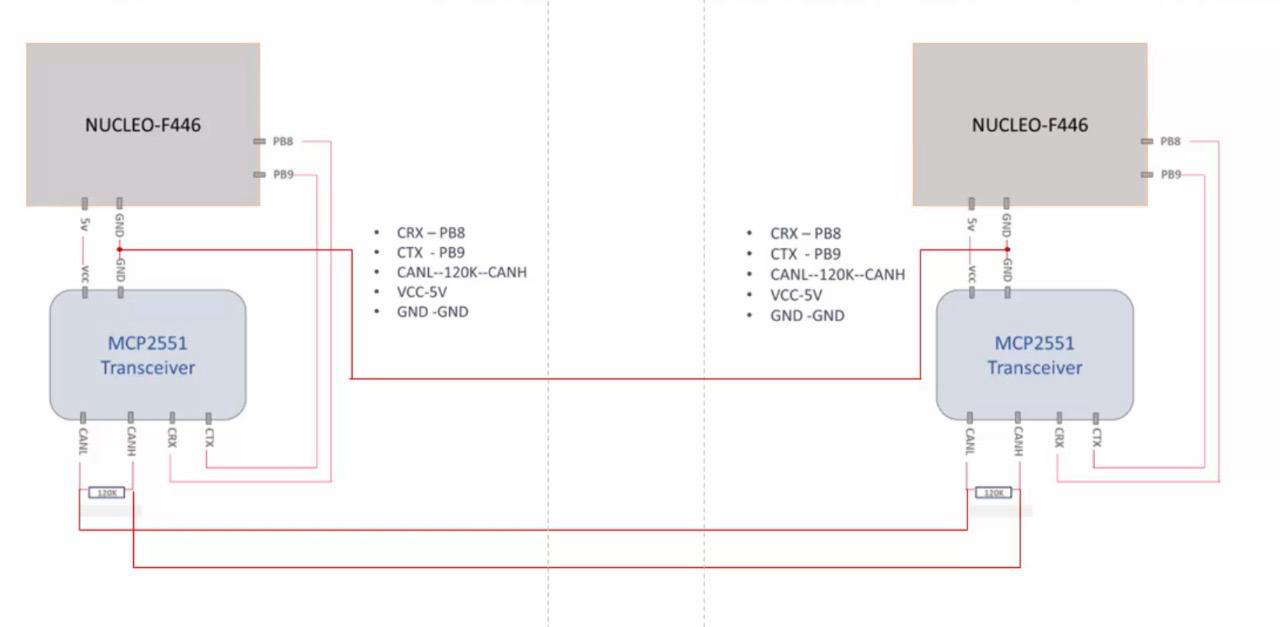 NUCLEO-F446
PB8
PB9
5v
GND
VCC
GND
MCP2551
Transceiver
CANL
CANH
CRX
CTX
120K
• CRX – PB8
• CTX - PB9
• CANL--120K--CANH
• VCC-5V
• GND -GND
• CRX – PB8
• CTX - PB9
• CANL--120K--CANH
• VCC-5V
• GND -GND
NUCLEO-F446
PB8
PB9
5v
GND
VCC
GND
MCP2551
Transceiver
CANL
CANH
CRX
CTX
120K